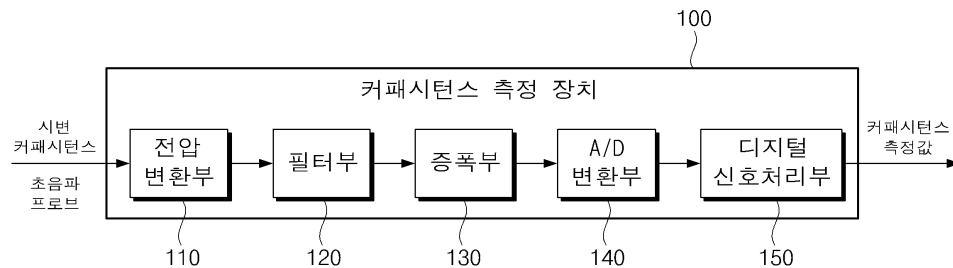 100
커패시턴스 측정 장치
시변
커패시턴스
초음파
프로브
전압
변환부
필터부
증폭부
A/D
변환부
디지털
신호처리부
커패시턴스
측정값
110
120
130
140
150